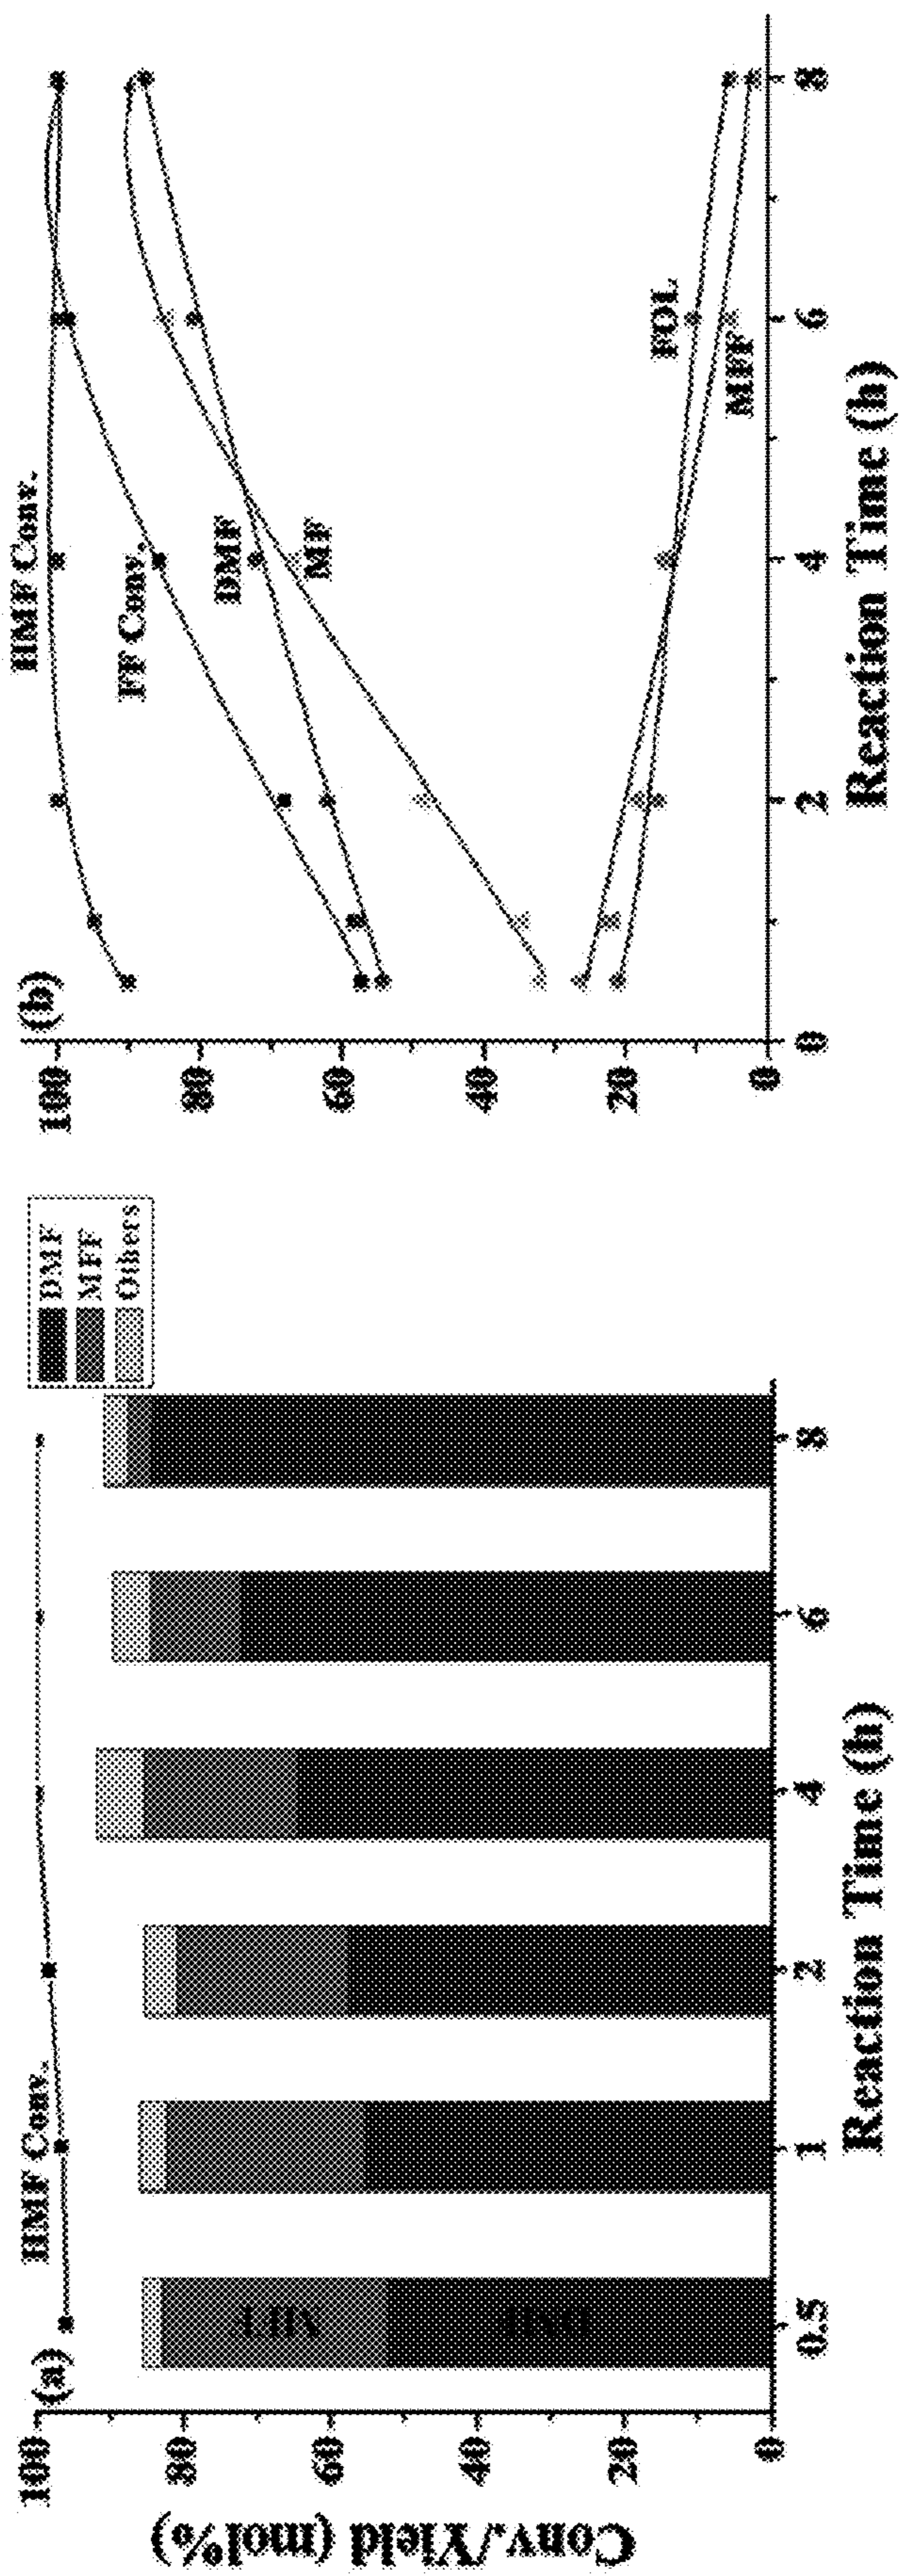 (a)
HMF Conv.
DMF
MFF
Others
100
80
60
40
20
0
Conv./Yield (mol%)
MFF
DMF
0.5
1
2
4
6
8
Reaction Time (h)
(b)
HMF Conv.
FF Conv.
DMF
MF
FOL
MFF
100
80
60
40
20
0
0
2
4
6
8
Reaction Time (h)